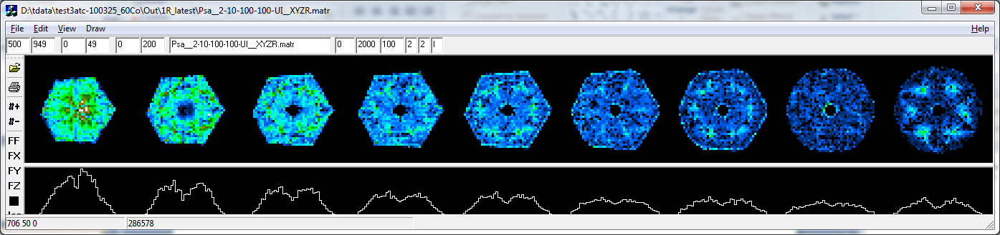 D:\tdata\test3atc-100325_60Co\Out\1R_latest\Psa__2-10-100-100-UI__XYZR.matr
File Edit View Draw Help
500 949 0 49 0 200 Psa__2-10-100-100-UI__XYZR.matr 0 2000 100 2 2 I
#+
#-
FF
FX
FY
FZ
706 50 0 286578